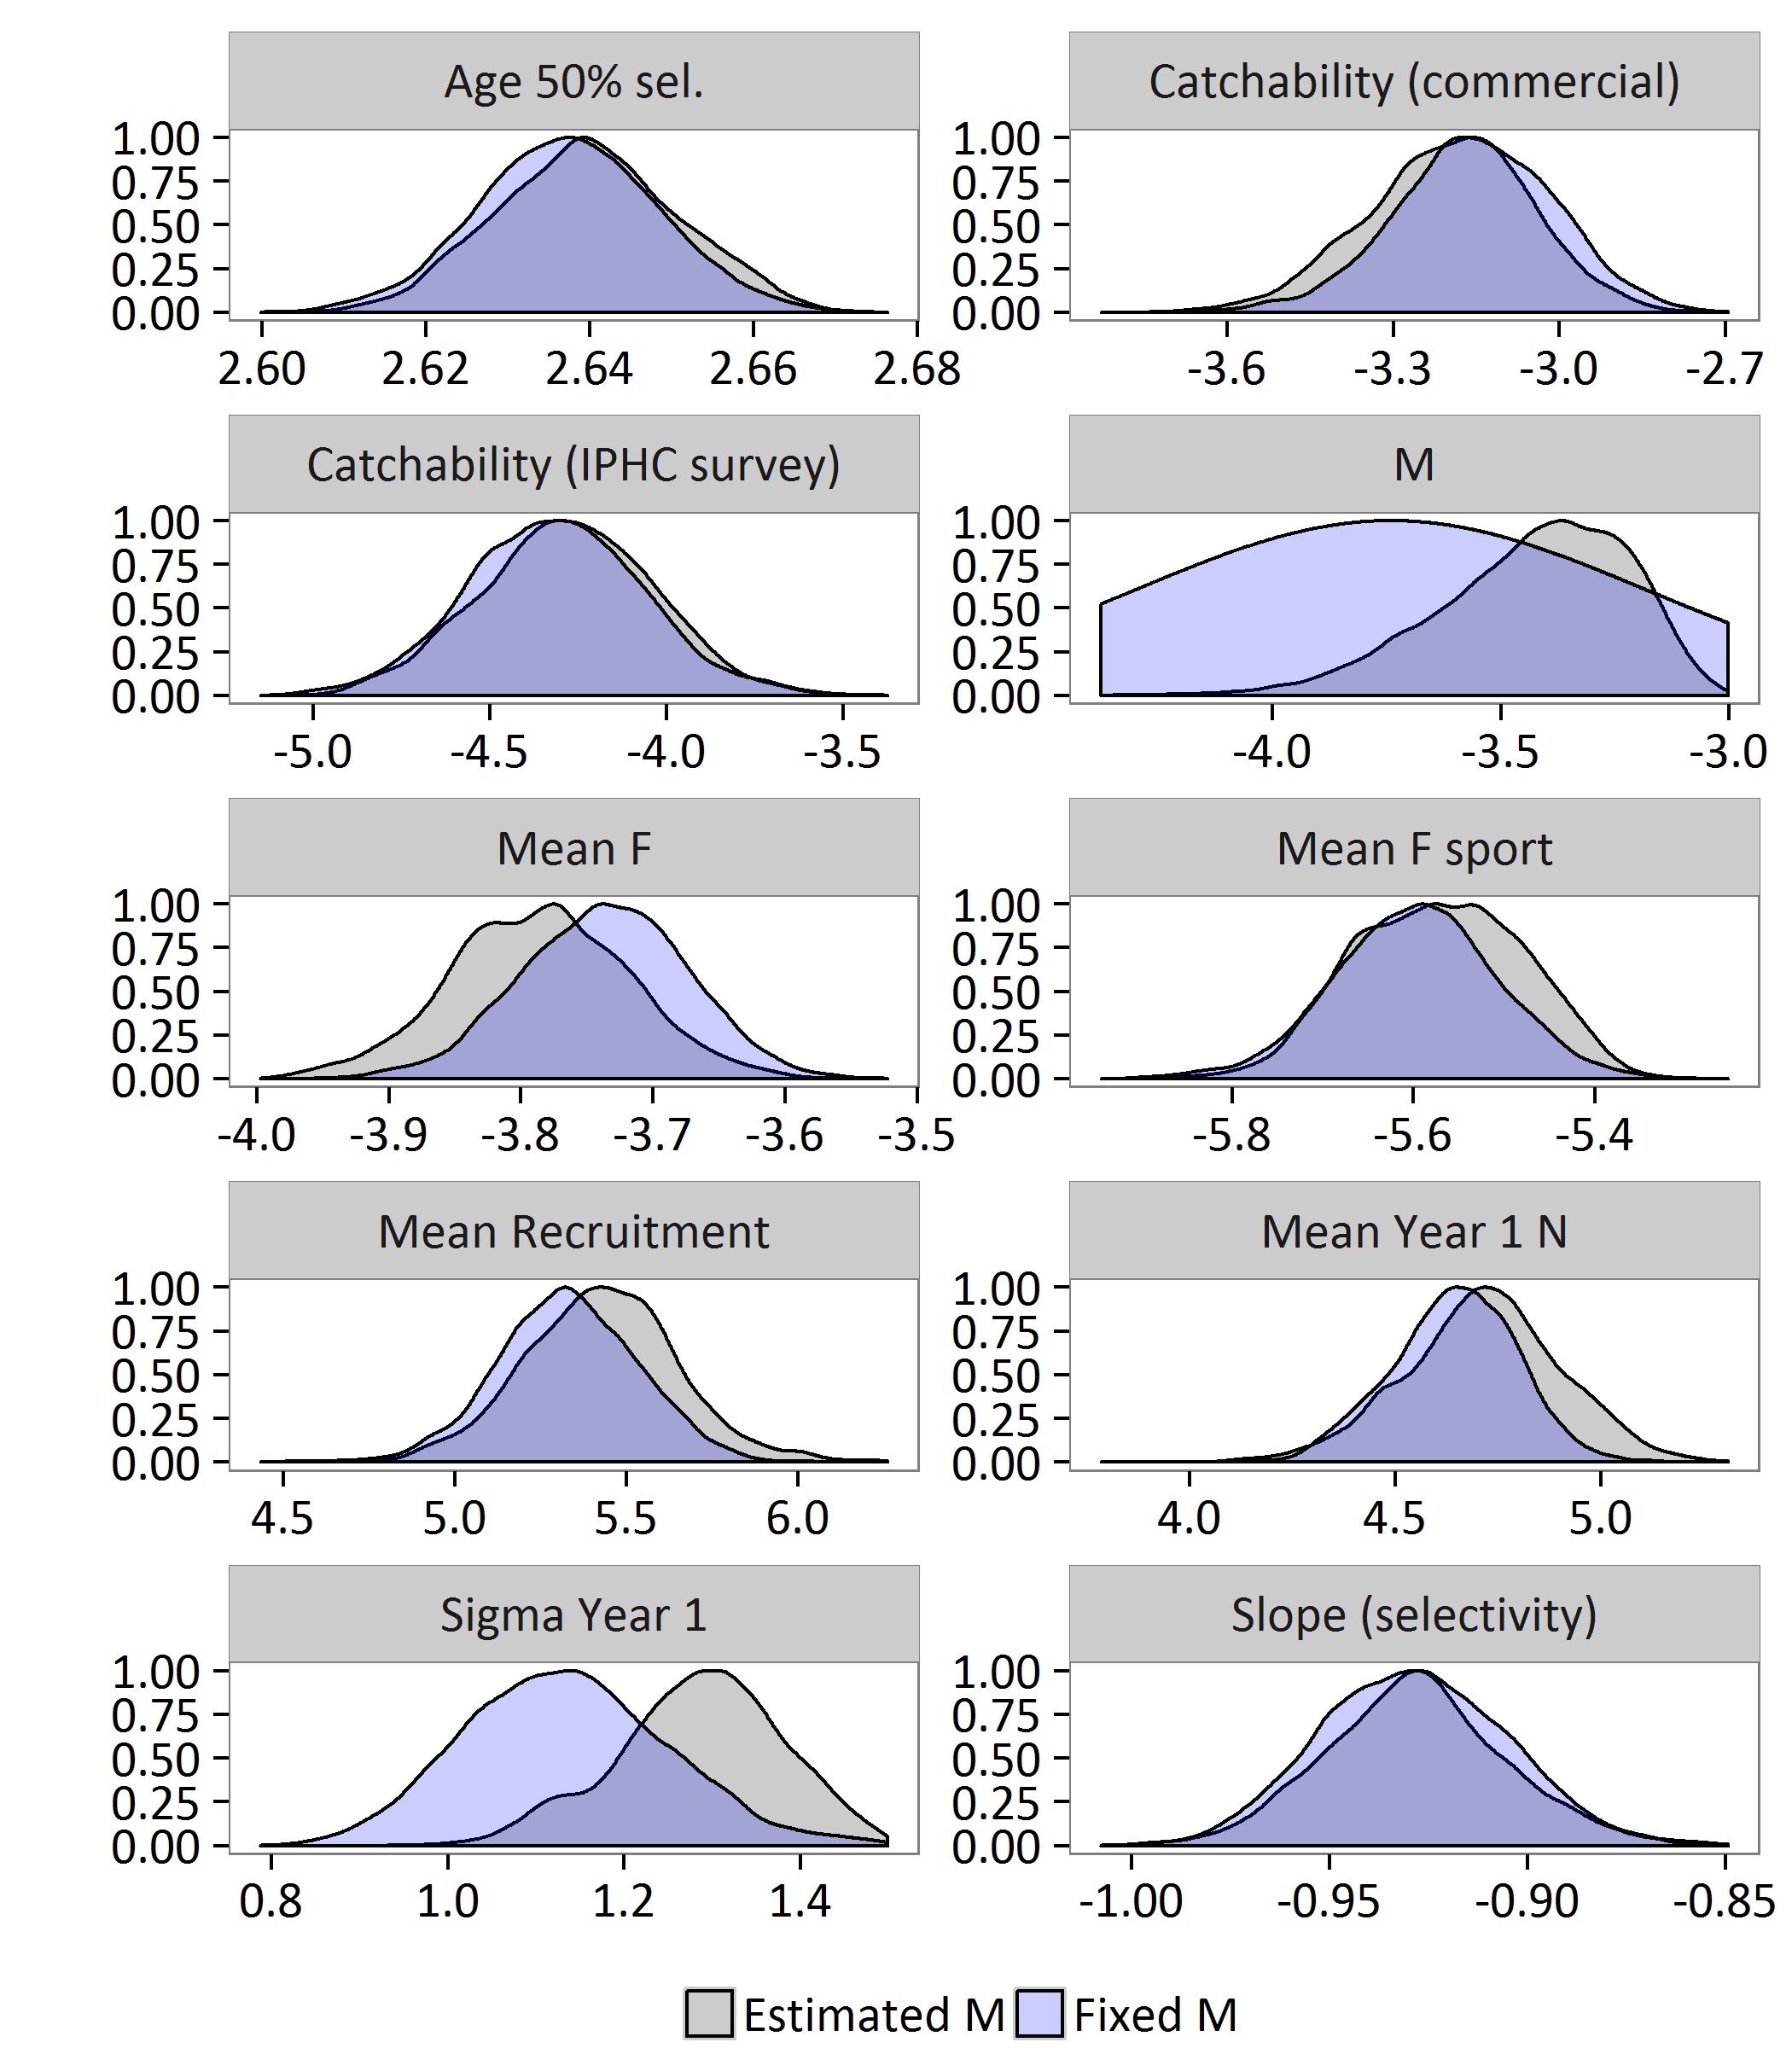 Age 50% sel.
Catchability (commercial)
1.00
0.75
0.50
0.25
0.00
2.60 2.62 2.64 2.66 2.68
1.00
0.75
0.50
0.25
0.00
-3.6 -3.3 -3.0 -2.7
Catchability (IPHC survey)
M
1.00
0.75
0.50
0.25
0.00
-5.0 -4.5 -4.0 -3.5
1.00
0.75
0.50
0.25
0.00
-4.0 -3.5 -3.0
Mean F
Mean F sport
1.00
0.75
0.50
0.25
0.00
-4.0 -3.9 -3.8 -3.7 -3.6 -3.5
1.00
0.75
0.50
0.25
0.00
-5.8 -5.6 -5.4
Mean Recruitment
Mean Year 1 N
1.00
0.75
0.50
0.25
0.00
4.5 5.0 5.5 6.0
1.00
0.75
0.50
0.25
0.00
4.0 4.5 5.0
Sigma Year 1
Slope (selectivity)
1.00
0.75
0.50
0.25
0.00
0.8 1.0 1.2 1.4
1.00
0.75
0.50
0.25
0.00
-1.00 -0.95 -0.90 -0.85
Estimated M Fixed M